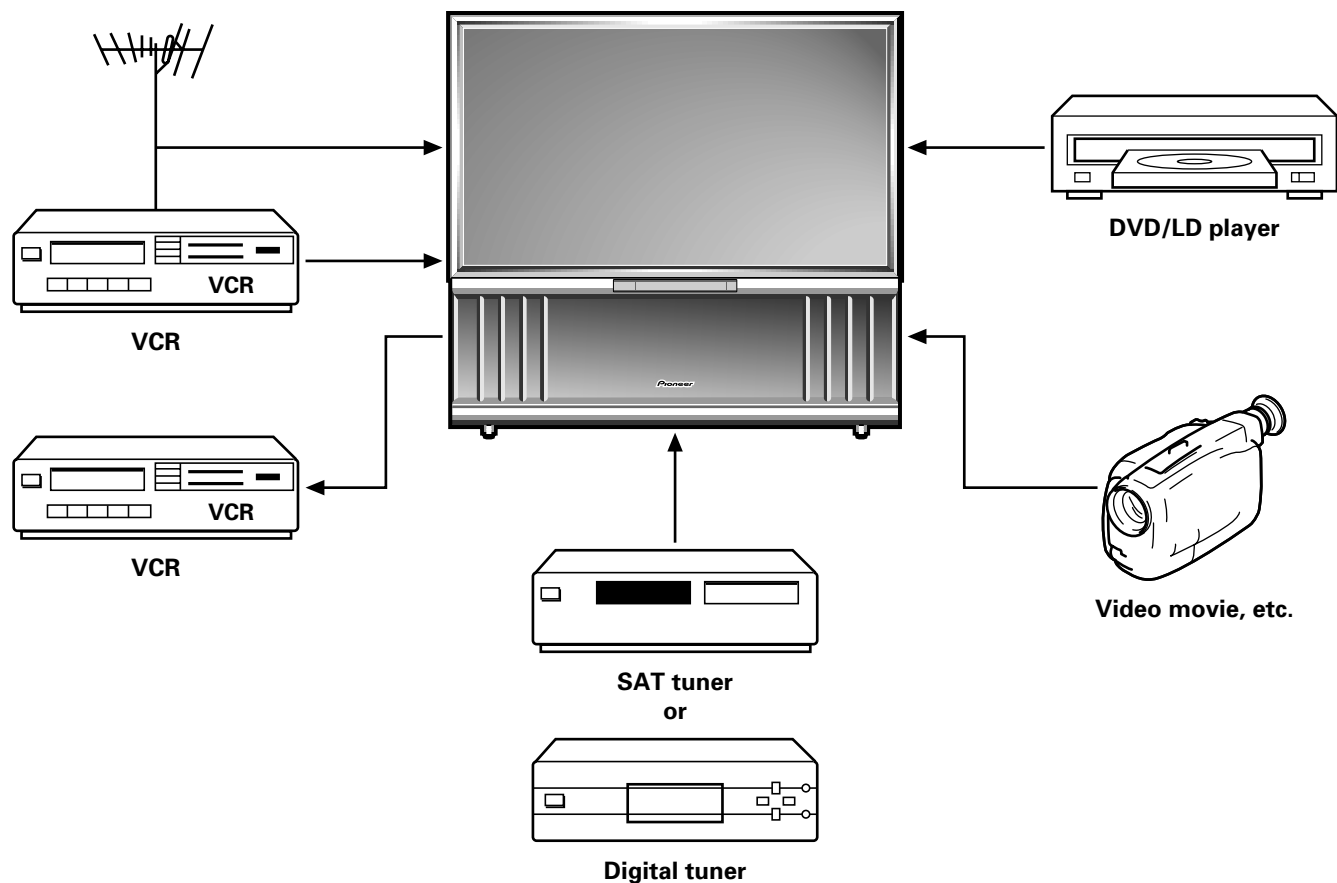 DVD/LD player
VCR
VCR
Pioneer
VCR
VCR
Video movie, etc.
SAT tuner
or
Digital tuner